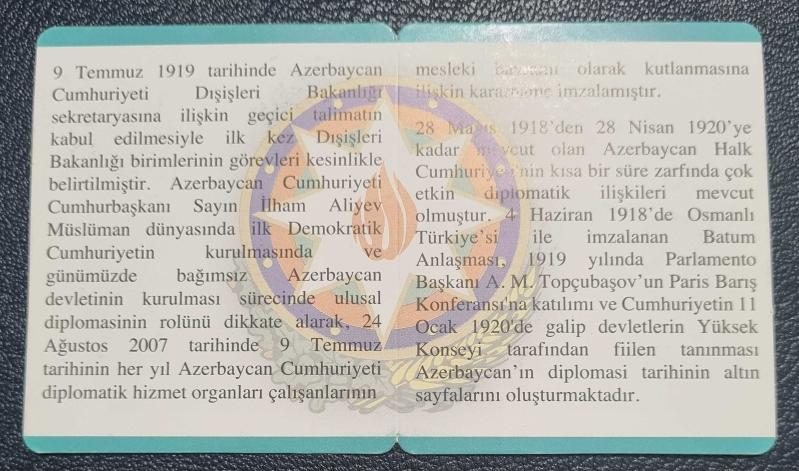 9 Temmuz 1919 tarihinde Azerbaycan
Cumhuriyeti Dışişleri Bakanlığı
sekretaryasına ilişkin geçici talimatın
kabul edilmesiyle ilk kez Dışişleri
Bakanlığı birimlerinin görevleri kesinlikle
belirtilmiştir. Azerbaycan Cumhuriyeti
Cumhurbaşkanı Sayın İlham Aliyev
Müslüman dünyasında ilk Demokratik
Cumhuriyetin kurulmasında ve
günümüzde bağımsız Azerbaycan
devletinin kurulması sürecinde ulusal
diplomasinin rolünü dikkate alarak, 24
Ağustos 2007 tarihinde 9 Temmuz
tarihinin her yıl Azerbaycan Cumhuriyeti
diplomatik hizmet organları çalışanlarının
mesleki bayramı olarak kutlanmasına
ilişkin kararname imzalamıştır.
28 Mayıs 1918'den 28 Nisan 1920'ye
kadar mevcut olan Azerbaycan Halk
Cumhuriyeti'nin kısa bir süre zarfında çok
etkin diplomatik ilişkileri mevcut
olmuştur. 4 Haziran 1918'de Osmanlı
Türkiye'si ile imzalanan Batum
Anlaşması, 1919 yılında Parlamento
Başkanı A. M. Topçubaşov'un Paris Barış
Konferansı'na katılımı ve Cumhuriyetin 11
Ocak 1920'de galip devletlerin Yüksek
Konseyi tarafından fiilen tanınması
Azerbaycan'ın diplomasi tarihinin altın
sayfalarını oluşturmaktadır.